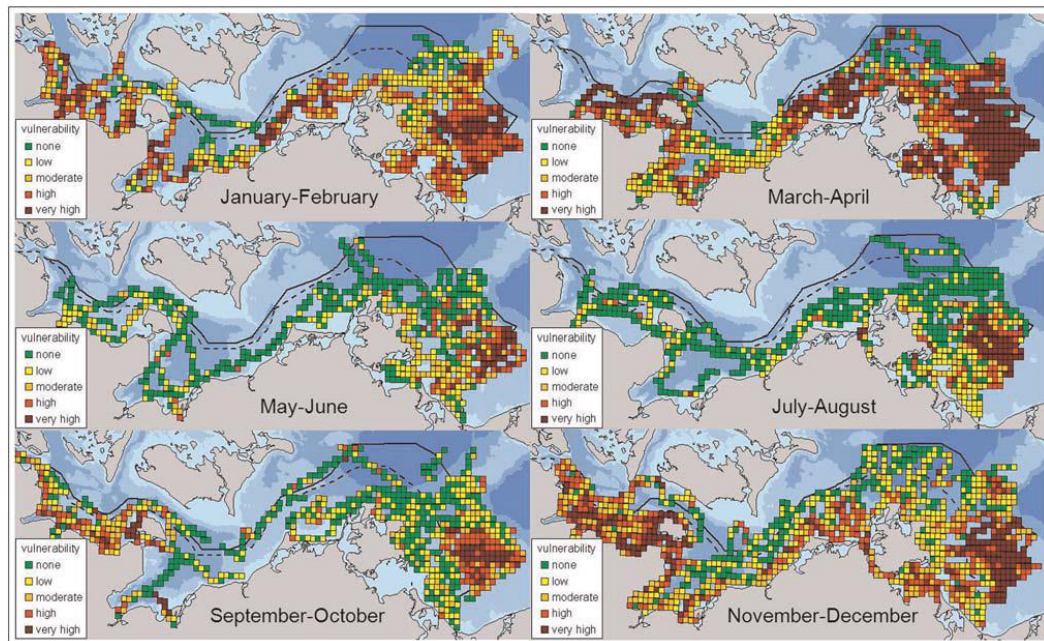 vulnerability
none
low
moderate
high
very high
January-February
vulnerability
none
low
moderate
high
very high
March-April
vulnerability
none
low
moderate
high
very high
May-June
vulnerability
none
low
moderate
high
very high
July-August
vulnerability
none
low
moderate
high
very high
September-October
vulnerability
none
low
moderate
high
very high
November-December